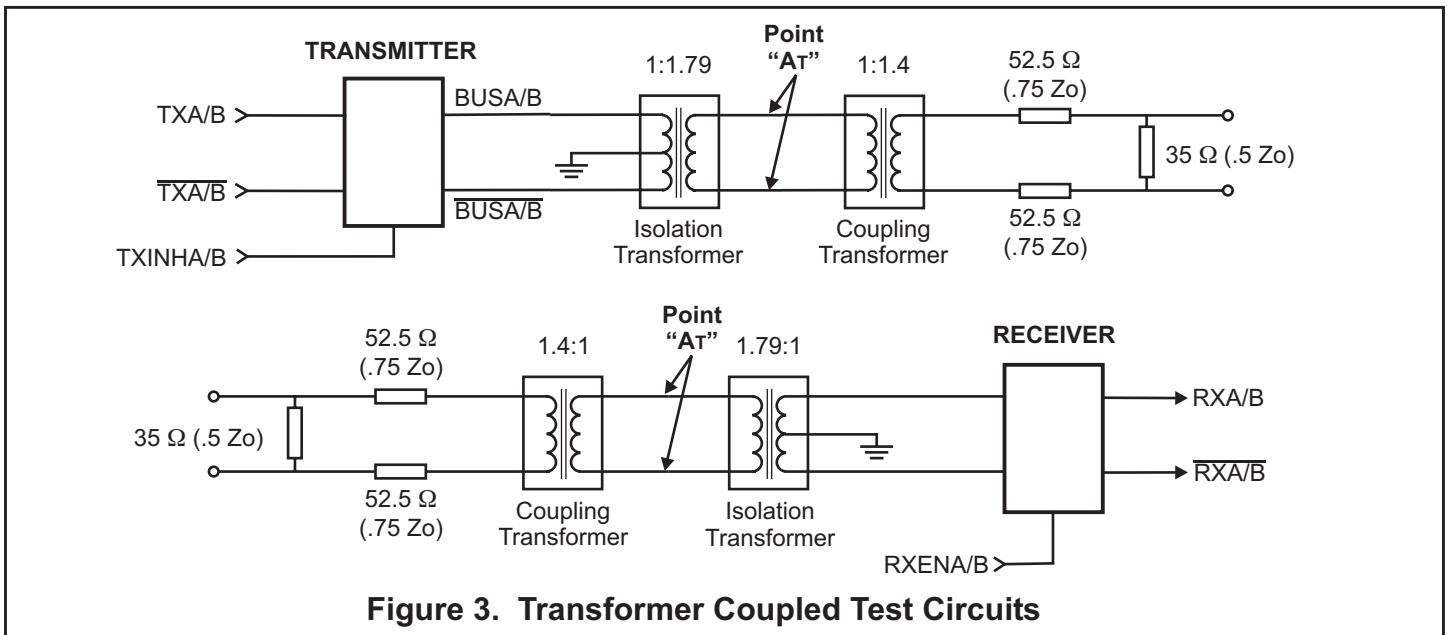 TRANSMITTER
TXA/B
T̅X̅A̅/̅B̅
TXINHA/B
BUSA/B
B̅U̅S̅A̅/̅B̅
1:1.79
Isolation
Transformer
Point
“AT”
1:1.4
Coupling
Transformer
52.5 Ω
(.75 Zo)
35 Ω (.5 Zo)
52.5 Ω
(.75 Zo)
35 Ω (.5 Zo)
52.5 Ω
(.75 Zo)
52.5 Ω
(.75 Zo)
1.4:1
Coupling
Transformer
Point
“AT”
1.79:1
Isolation
Transformer
RECEIVER
RXA/B
R̅X̅A̅/̅B̅
RXENA/B
Figure 3. Transformer Coupled Test Circuits